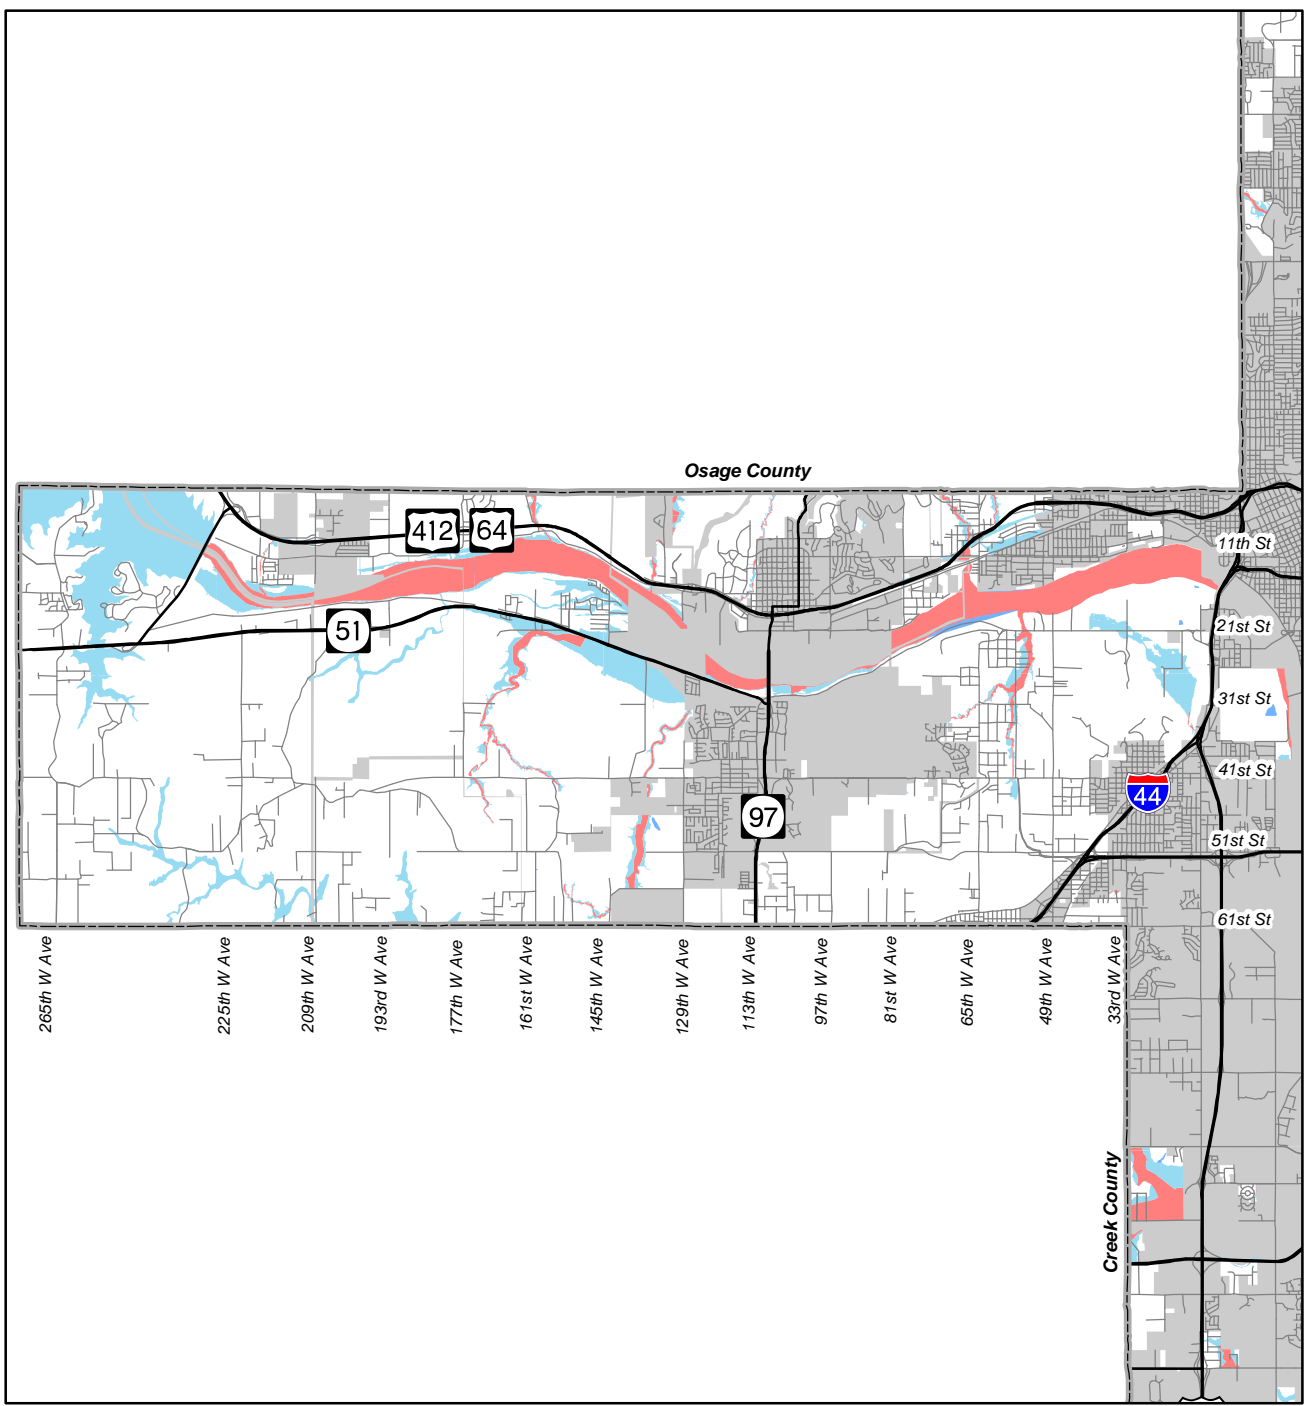 Osage County
412
64
11th St
51
21st St
31st St
41st St
44
97
51st St
61st St
265th W Ave
225th W Ave
209th W Ave
193rd W Ave
177th W Ave
161st W Ave
145th W Ave
129th W Ave
113th W Ave
97th W Ave
81st W Ave
65th W Ave
49th W Ave
33rd W Ave
Creek County